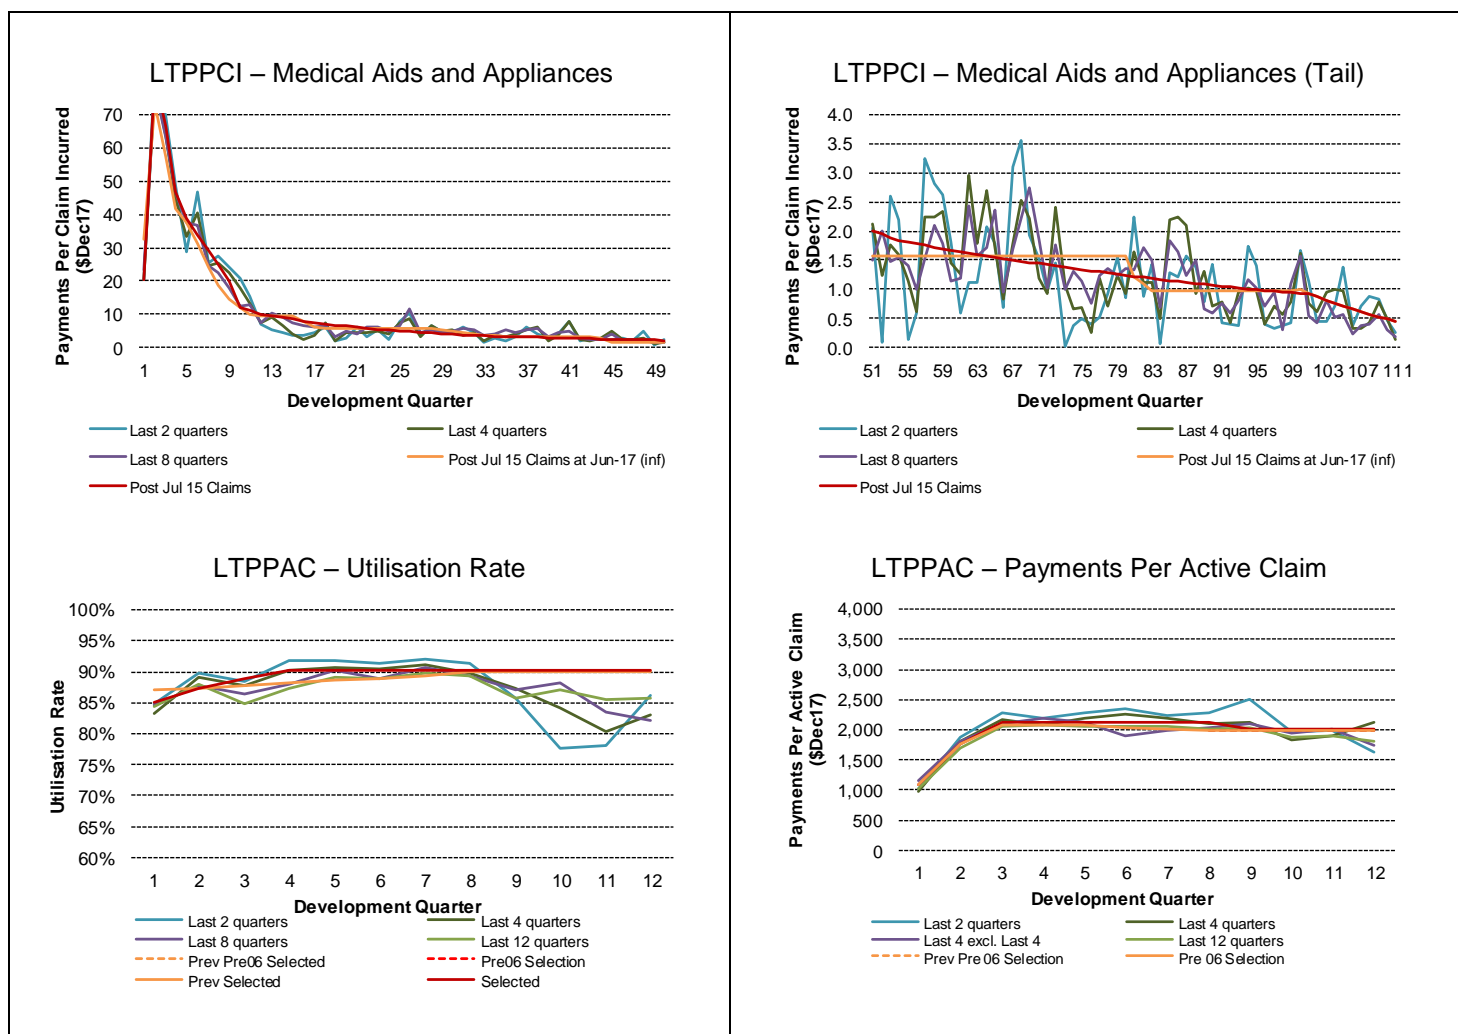 LTPPCI – Medical Aids and Appliances
70
60
50
40
30
20
10
0
Payments Per Claim Incurred
($Dec17)
1 5 9 13 17 21 25 29 33 37 41 45 49
Development Quarter
Last 2 quarters
Last 4 quarters
Last 8 quarters
Post Jul 15 Claims at Jun-17 (inf)
Post Jul 15 Claims
LTPPCI – Medical Aids and Appliances (Tail)
4.0
3.5
3.0
2.5
2.0
1.5
1.0
0.5
0.0
Payments Per Claim Incurred
($Dec17)
51 55 59 63 67 71 75 79 83 87 91 95 99 103 107 111
Development Quarter
Last 2 quarters
Last 4 quarters
Last 8 quarters
Post Jul 15 Claims at Jun-17 (inf)
Post Jul 15 Claims
LTPPAC – Utilisation Rate
100%
95%
90%
85%
80%
75%
70%
65%
60%
Utilisation Rate
1 2 3 4 5 6 7 8 9 10 11 12
Development Quarter
Last 2 quarters
Last 4 quarters
Last 8 quarters
Last 12 quarters
Prev Pre06 Selected
Pre06 Selection
Prev Selected
Selected
LTPPAC – Payments Per Active Claim
4,000
3,500
3,000
2,500
2,000
1,500
1,000
500
0
Payments Per Active Claim
($Dec17)
1 2 3 4 5 6 7 8 9 10 11 12
Development Quarter
Last 2 quarters
Last 4 quarters
Last 4 excl. Last 4
Last 12 quarters
Prev Pre 06 Selection
Pre 06 Selection